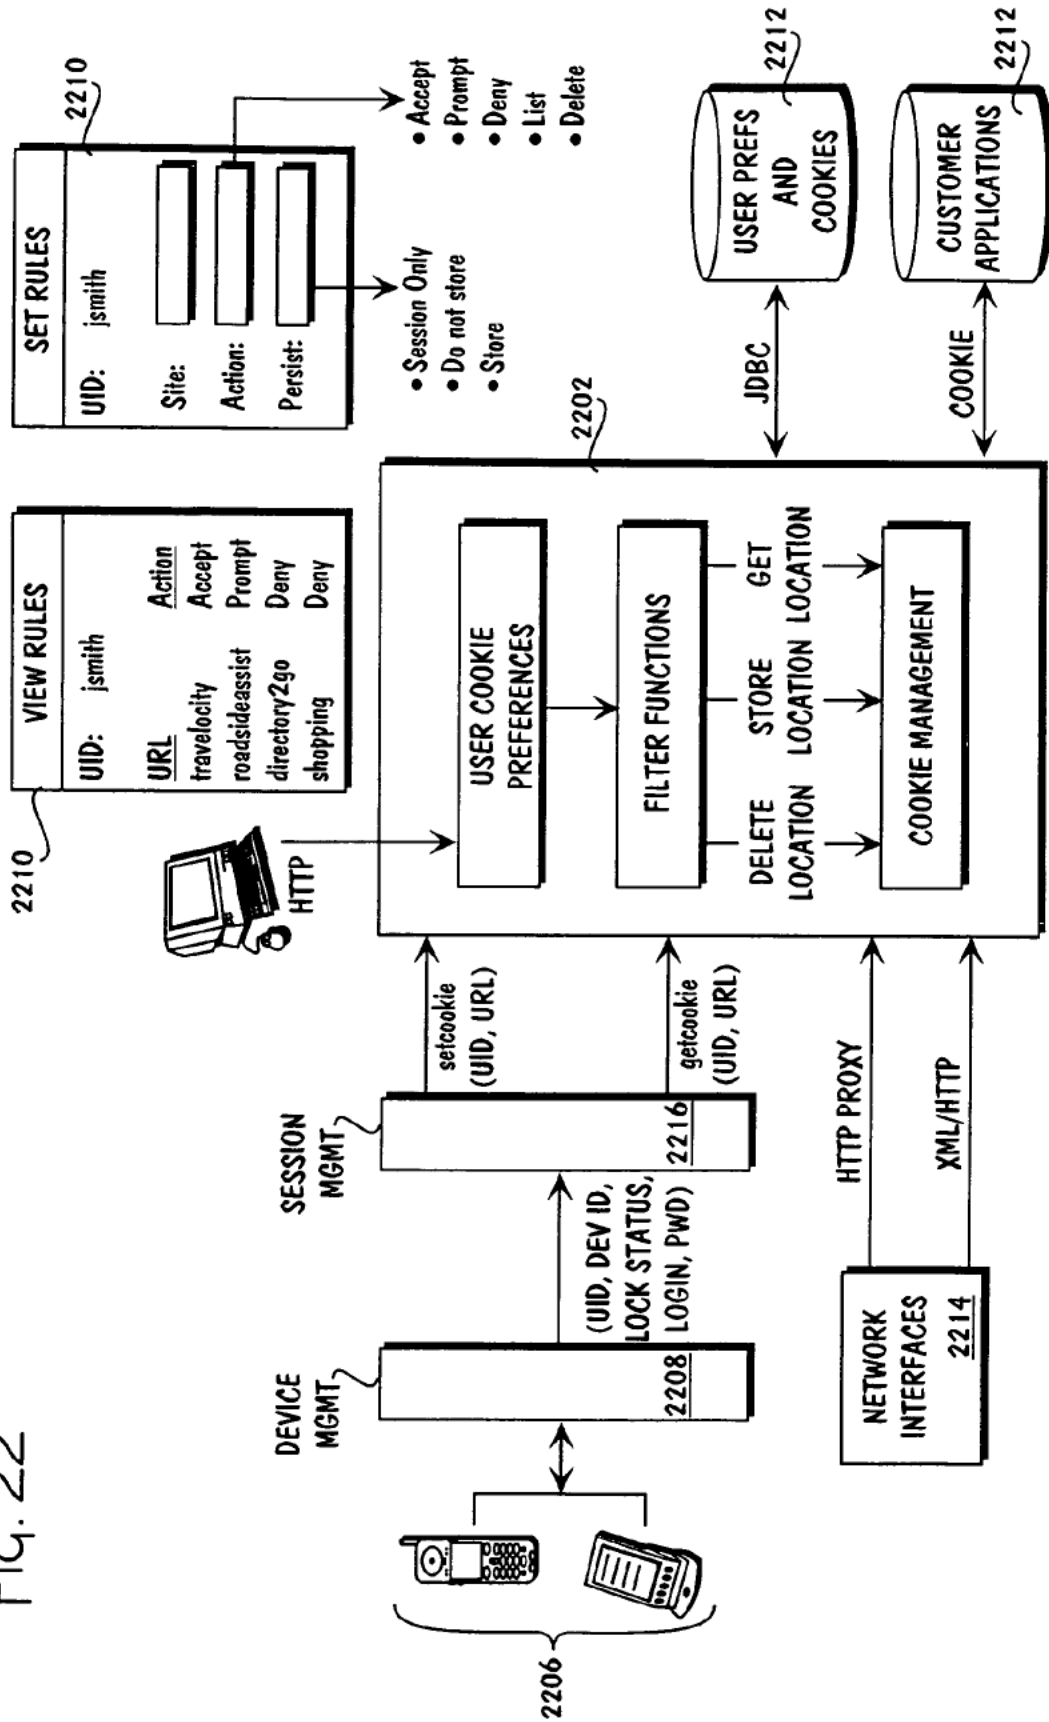 FIG. 22
2210
VIEW RULES
UID: jsmith
URL Action
travelocity Accept
roadsideassist Prompt
directory2go Deny
shopping Deny
SET RULES
2210
UID: jsmith
Site:
Action:
Persist:
• Accept
• Prompt
• Deny
• List
• Delete
• Session Only
• Do not store
• Store
HTTP
2202
USER COOKIE
PREFERENCES
FILTER FUNCTIONS
DELETE
LOCATION
STORE
LOCATION
GET
LOCATION
COOKIE MANAGEMENT
JDBC
COOKIE
USER PREFS
AND
COOKIES
2212
CUSTOMER
APPLICATIONS
2212
2206
DEVICE
MGMT
2208
(UID, DEV ID,
LOCK STATUS,
LOGIN, PWD)
SESSION
MGMT
2216
setcookie
(UID, URL)
getcookie
(UID, URL)
NETWORK
INTERFACES
2214
HTTP PROXY
XML/HTTP